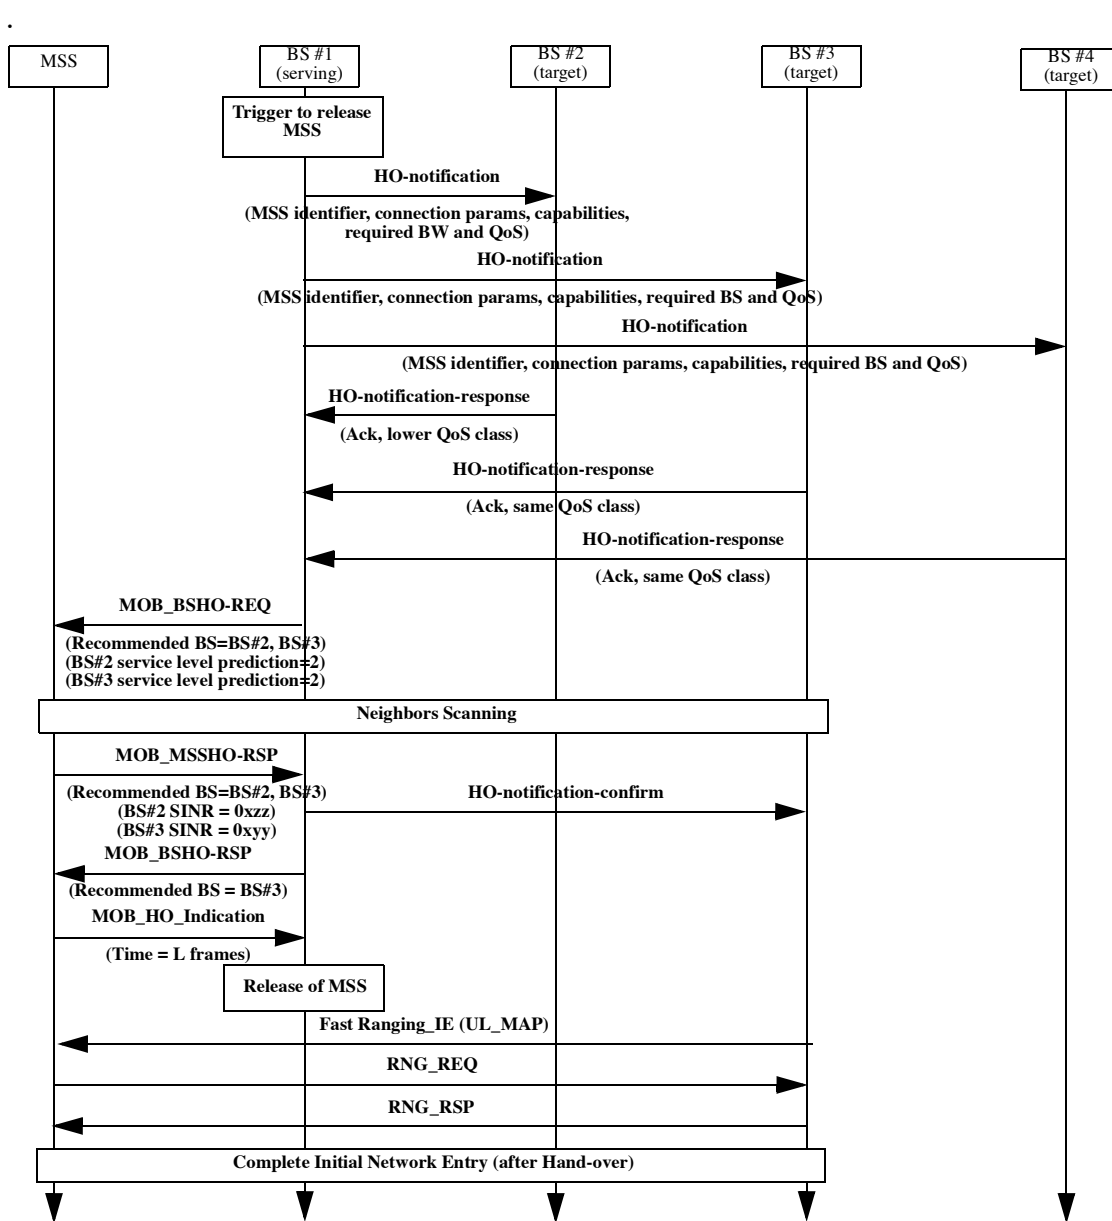 .
MSS
BS #1
(serving)
BS #2
(target)
BS #3
(target)
BS #4
(target)
Trigger to release
MSS
HO-notification
(MSS identifier, connection params, capabilities,
required BW and QoS)
HO-notification
(MSS identifier, connection params, capabilities, required BS and QoS)
HO-notification
(MSS identifier, connection params, capabilities, required BS and QoS)
HO-notification-response
(Ack, lower QoS class)
HO-notification-response
(Ack, same QoS class)
HO-notification-response
(Ack, same QoS class)
MOB_BSHO-REQ
(Recommended BS=BS#2, BS#3)
(BS#2 service level prediction=2)
(BS#3 service level prediction=2)
Neighbors Scanning
MOB_MSSHO-RSP
(Recommended BS=BS#2, BS#3)
(BS#2 SINR = 0xzz)
(BS#3 SINR = 0xyy)
HO-notification-confirm
MOB_BSHO-RSP
(Recommended BS = BS#3)
MOB_HO_Indication
(Time = L frames)
Release of MSS
Fast Ranging_IE (UL_MAP)
RNG_REQ
RNG_RSP
Complete Initial Network Entry (after Hand-over)